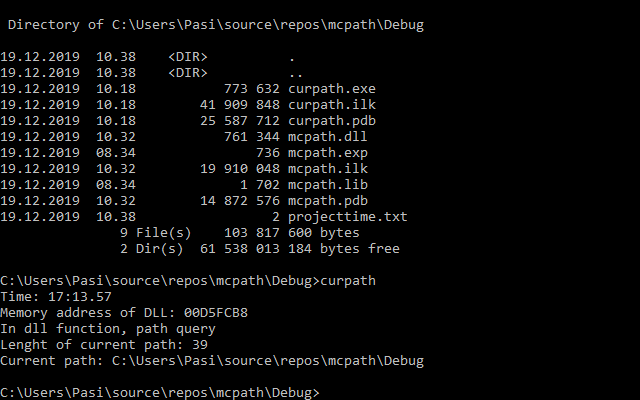 Directory of C:\Users\Pasi\source\repos\mcpath\Debug
19.12.2019  10.38    <DIR>          .
19.12.2019  10.38    <DIR>          ..
19.12.2019  10.18           773 632 curpath.exe
19.12.2019  10.18        41 909 848 curpath.ilk
19.12.2019  10.18        25 587 712 curpath.pdb
19.12.2019  10.32           761 344 mcpath.dll
19.12.2019  08.34               736 mcpath.exp
19.12.2019  10.32        19 910 048 mcpath.ilk
19.12.2019  08.34             1 702 mcpath.lib
19.12.2019  10.32        14 872 576 mcpath.pdb
19.12.2019  10.38                 2 projecttime.txt
               9 File(s)    103 817 600 bytes
               2 Dir(s)  61 538 013 184 bytes free
C:\Users\Pasi\source\repos\mcpath\Debug>curpath
Time: 17:13.57
Memory address of DLL: 00D5FCB8
In dll function, path query
Lenght of current path: 39
Current path: C:\Users\Pasi\source\repos\mcpath\Debug
C:\Users\Pasi\source\repos\mcpath\Debug>